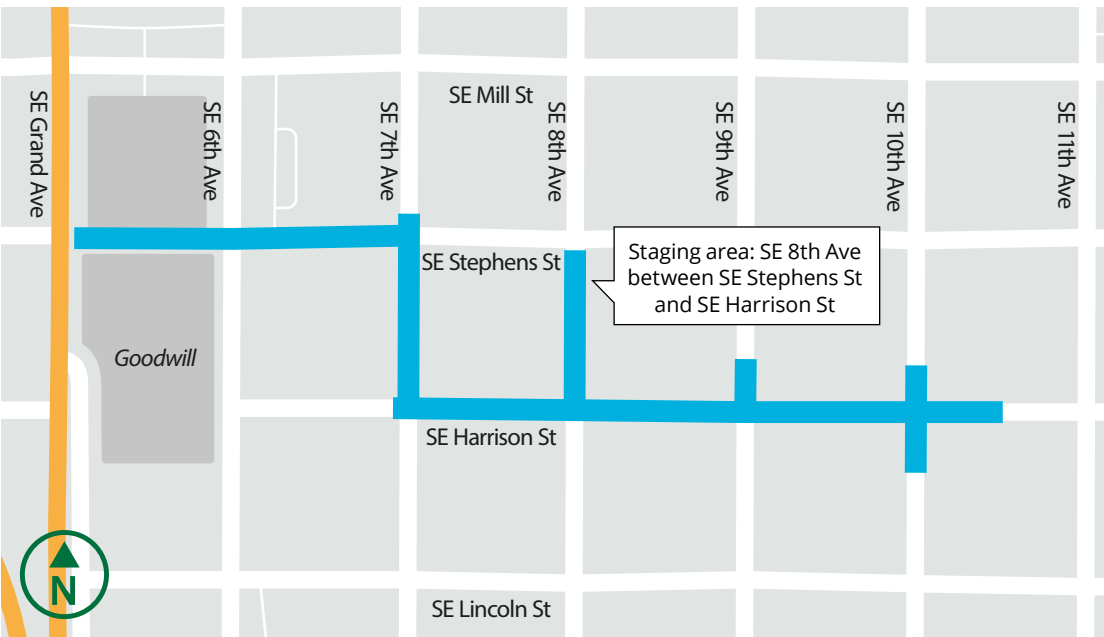 SE Mill St
SE Grand Ave
SE 6th Ave
SE 7th Ave
SE 8th Ave
SE 9th Ave
SE 10th Ave
SE 11th Ave
SE Stephens St
Staging area: SE 8th Ave
between SE Stephens St
and SE Harrison St
Goodwill
SE Harrison St
N
SE Lincoln St